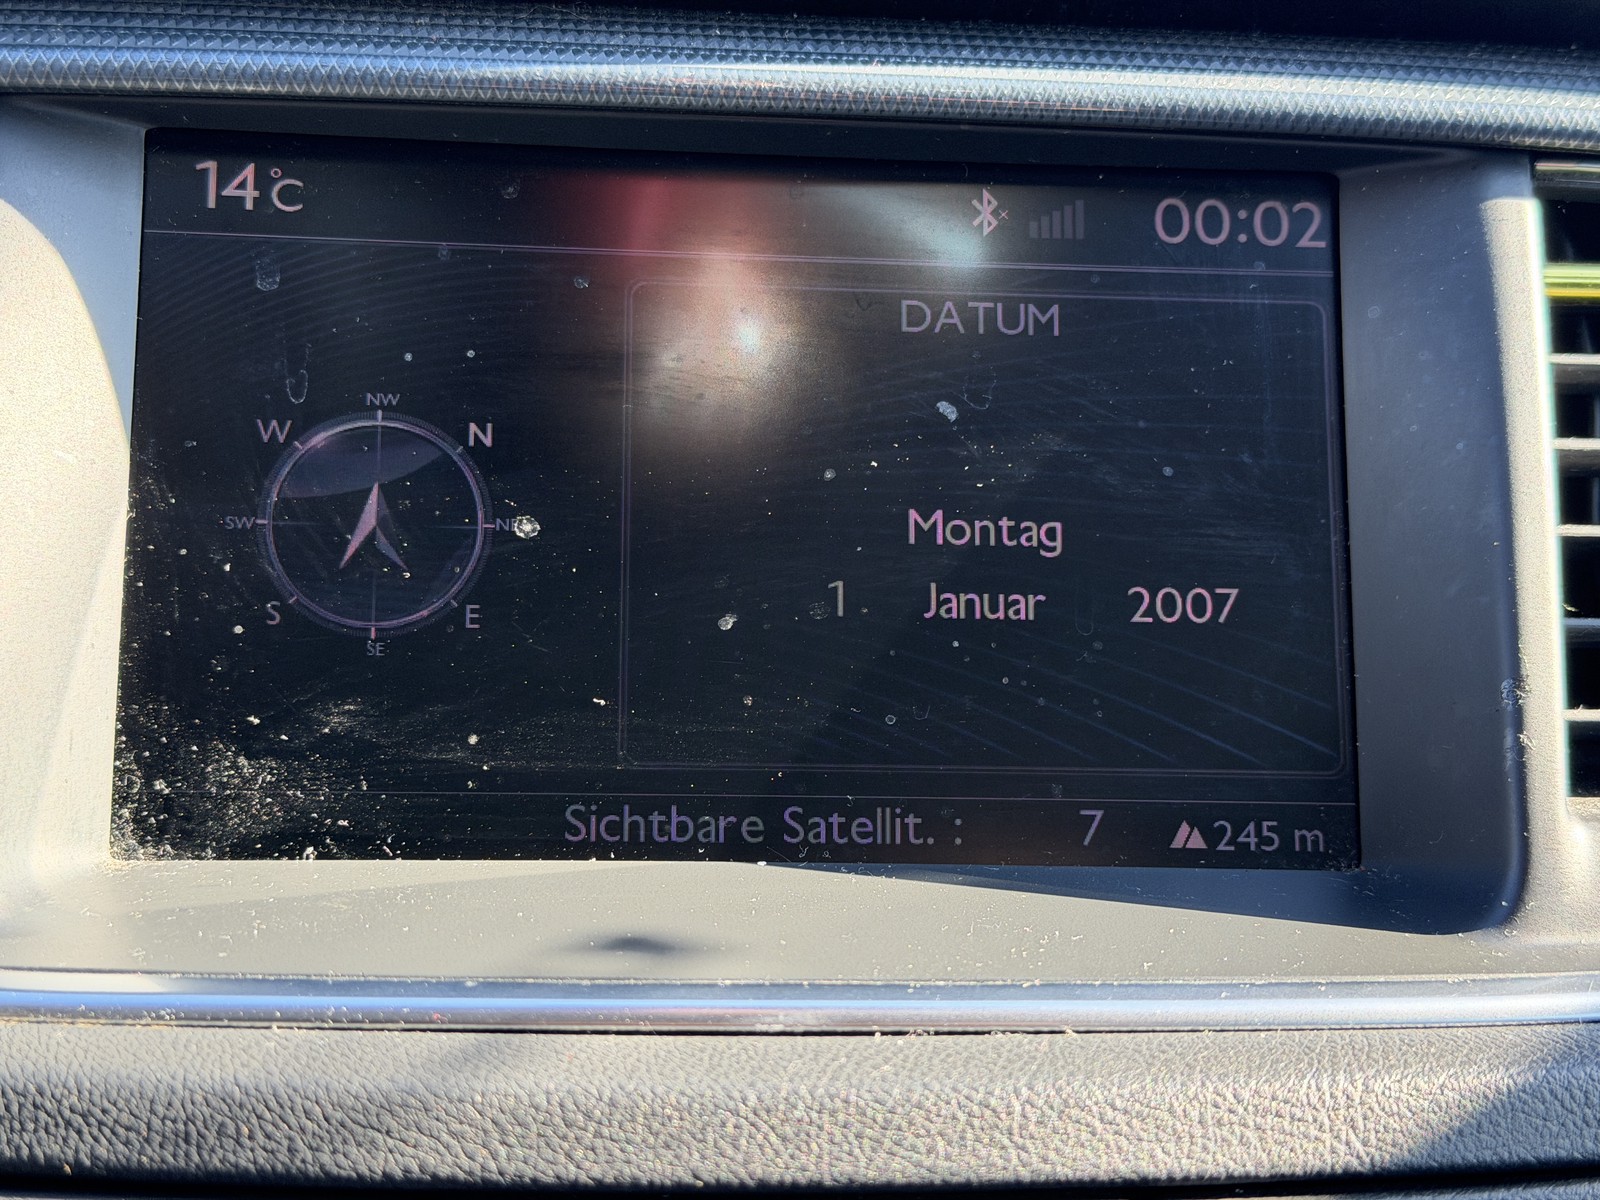 14°C 00:02
DATUM
NW
W N
SW NE
S E
SE
Montag
1 Januar 2007
Sichtbare Satellit. : 7 245 m